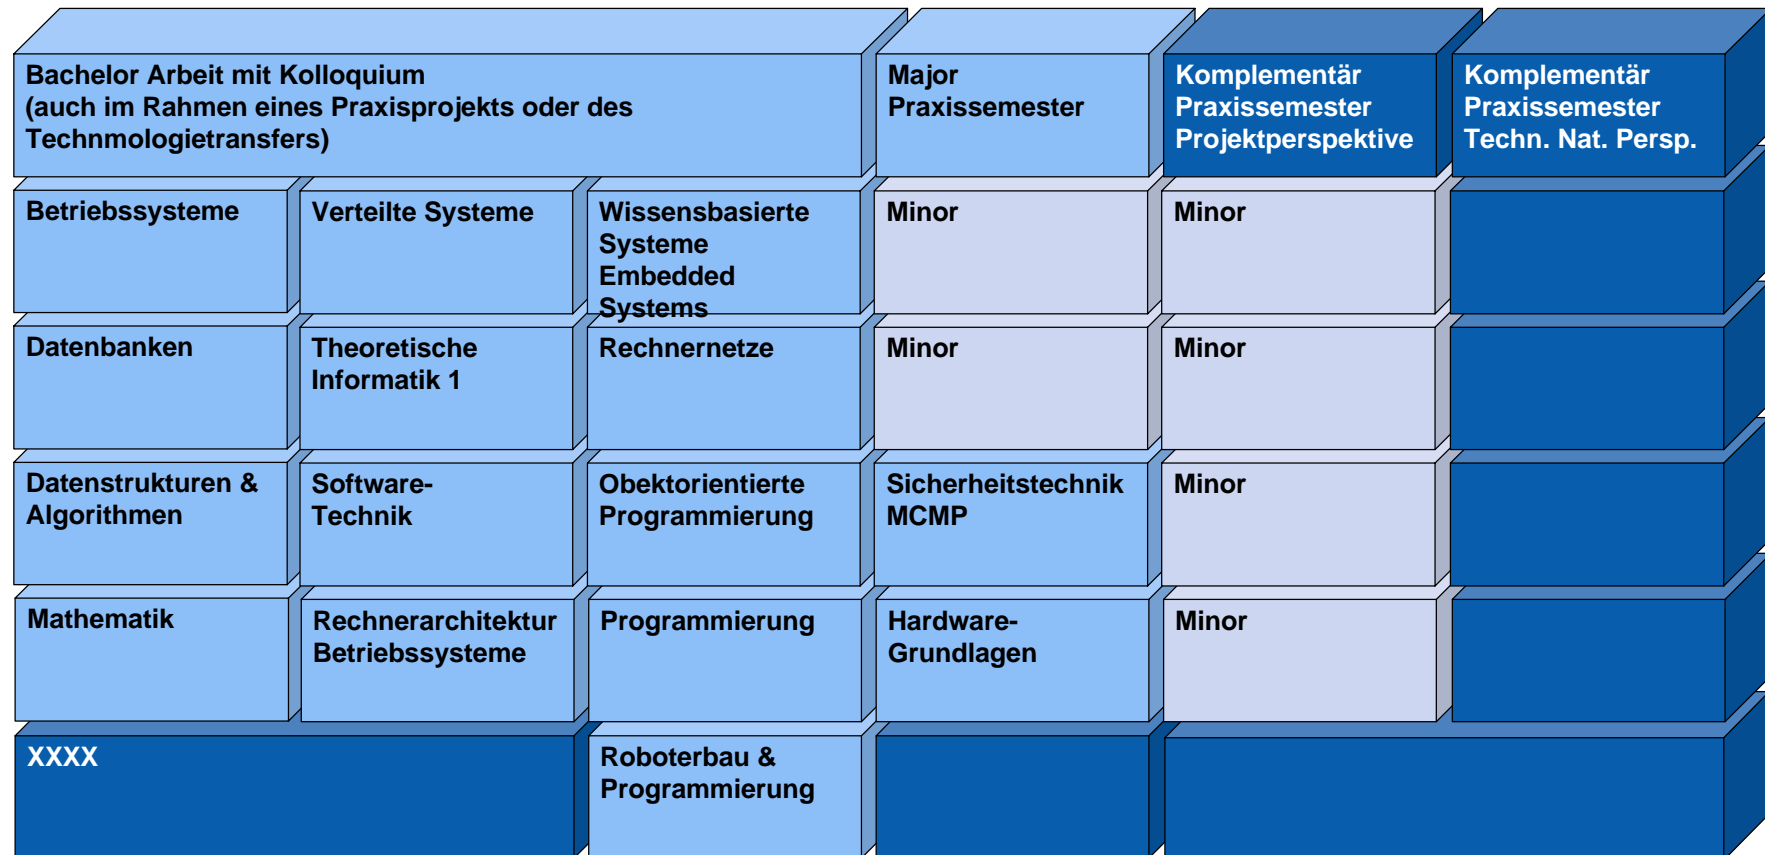 Bachelor Arbeit mit Kolloquium
(auch im Rahmen eines Praxisprojekts oder des
Technmologietransfers)
Major
Praxissemester
Komplementär
Praxissemester
Projektperspektive
Komplementär
Praxissemester
Techn. Nat. Persp.
Betriebssysteme
Verteilte Systeme
Wissensbasierte
Systeme
Embedded
Systems
Minor
Minor
Datenbanken
Theoretische
Informatik 1
Rechnernetze
Minor
Minor
Datenstrukturen &
Algorithmen
Software-
Technik
Obektorientierte
Programmierung
Sicherheitstechnik
MCMP
Minor
Mathematik
Rechnerarchitektur
Betriebssysteme
Programmierung
Hardware-
Grundlagen
Minor
XXXX
Roboterbau &
Programmierung